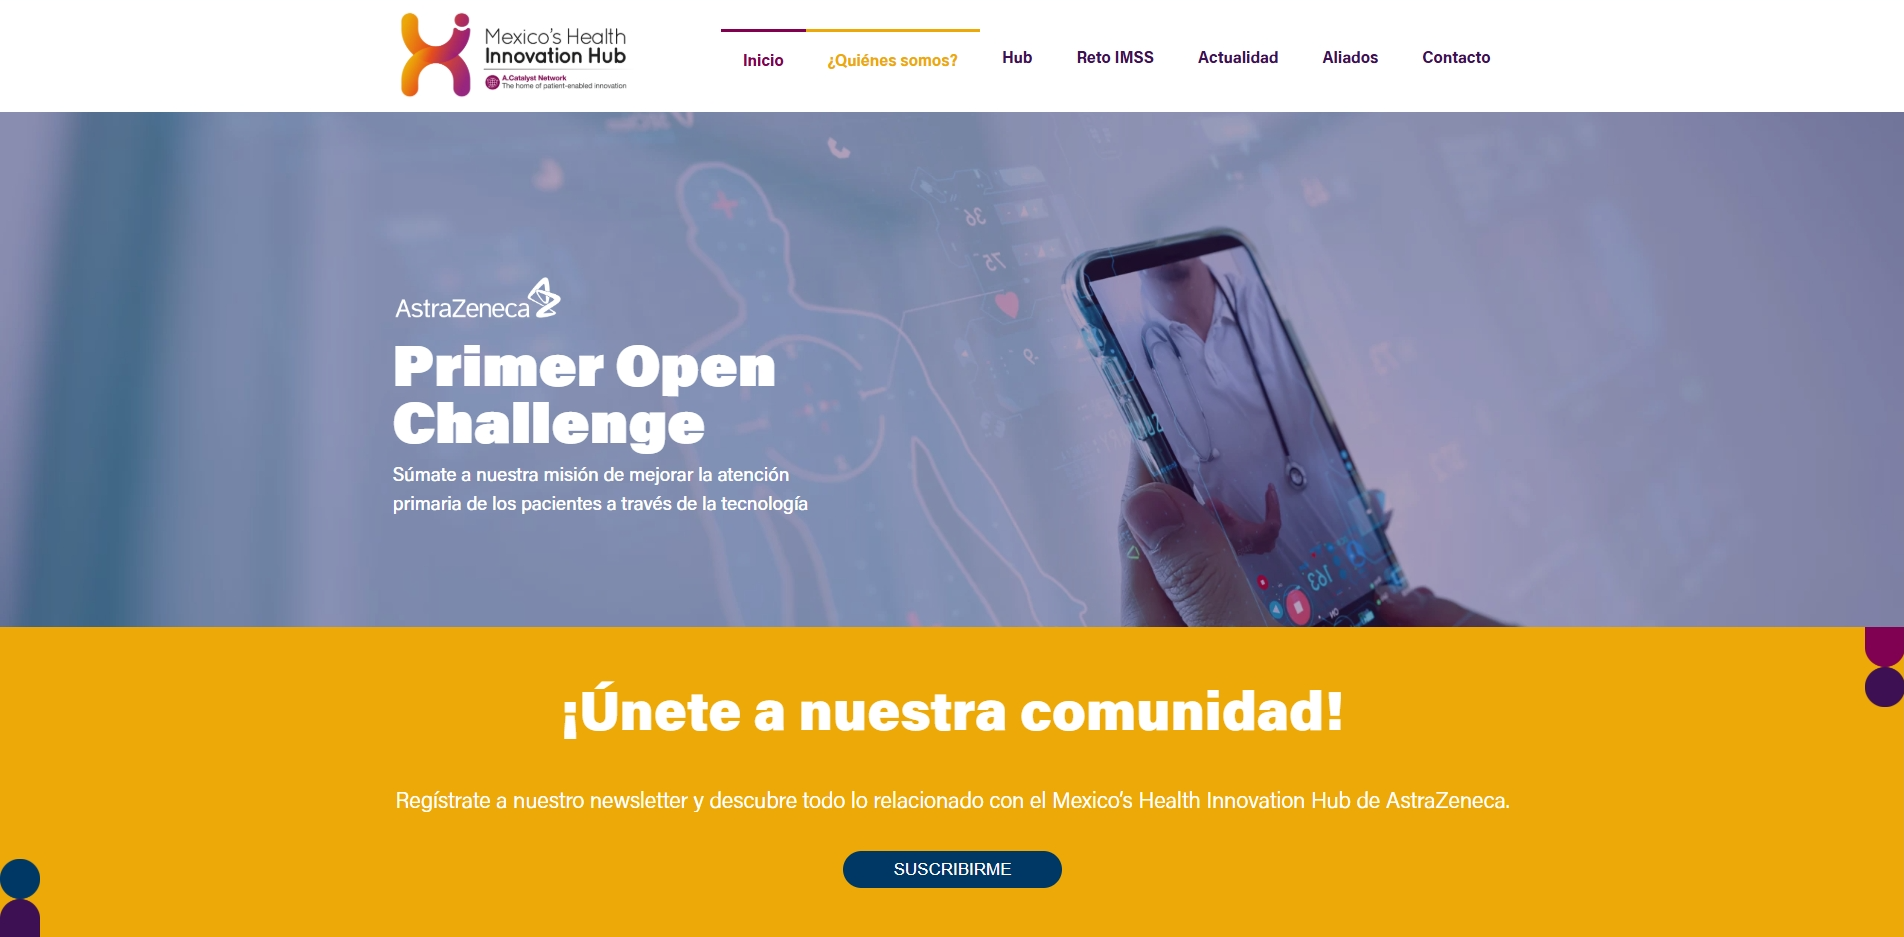 Mexico's Health
Innovation Hub
A.Catalyst Network
The home of patient-enabled innovation
Inicio
¿Quiénes somos?
Hub
Reto IMSS
Actualidad
Aliados
Contacto
AstraZeneca
Primer Open
Challenge
Súmate a nuestra misión de mejorar la atención
primaria de los pacientes a través de la tecnología
¡Únete a nuestra comunidad!
Regístrate a nuestro newsletter y descubre todo lo relacionado con el Mexico's Health Innovation Hub de AstraZeneca.
SUSCRIBIRME